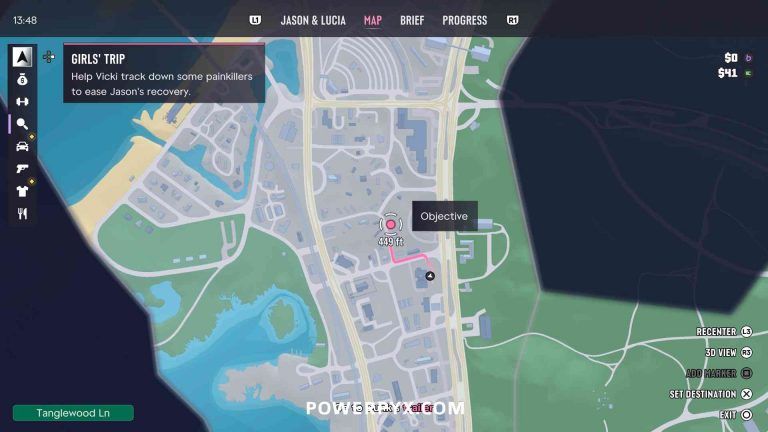 13:48
L1
JASON & LUCIA
MAP
BRIEF
PROGRESS
R1
GIRLS' TRIP
Help Vicki track down some painkillers
to ease Jason's recovery.
$0
$41
Objective
449 ft
RECENTER L3
3D VIEW R3
ADD MARKER
SET DESTINATION
EXIT
Tanglewood Ln
POWERPYX.COM